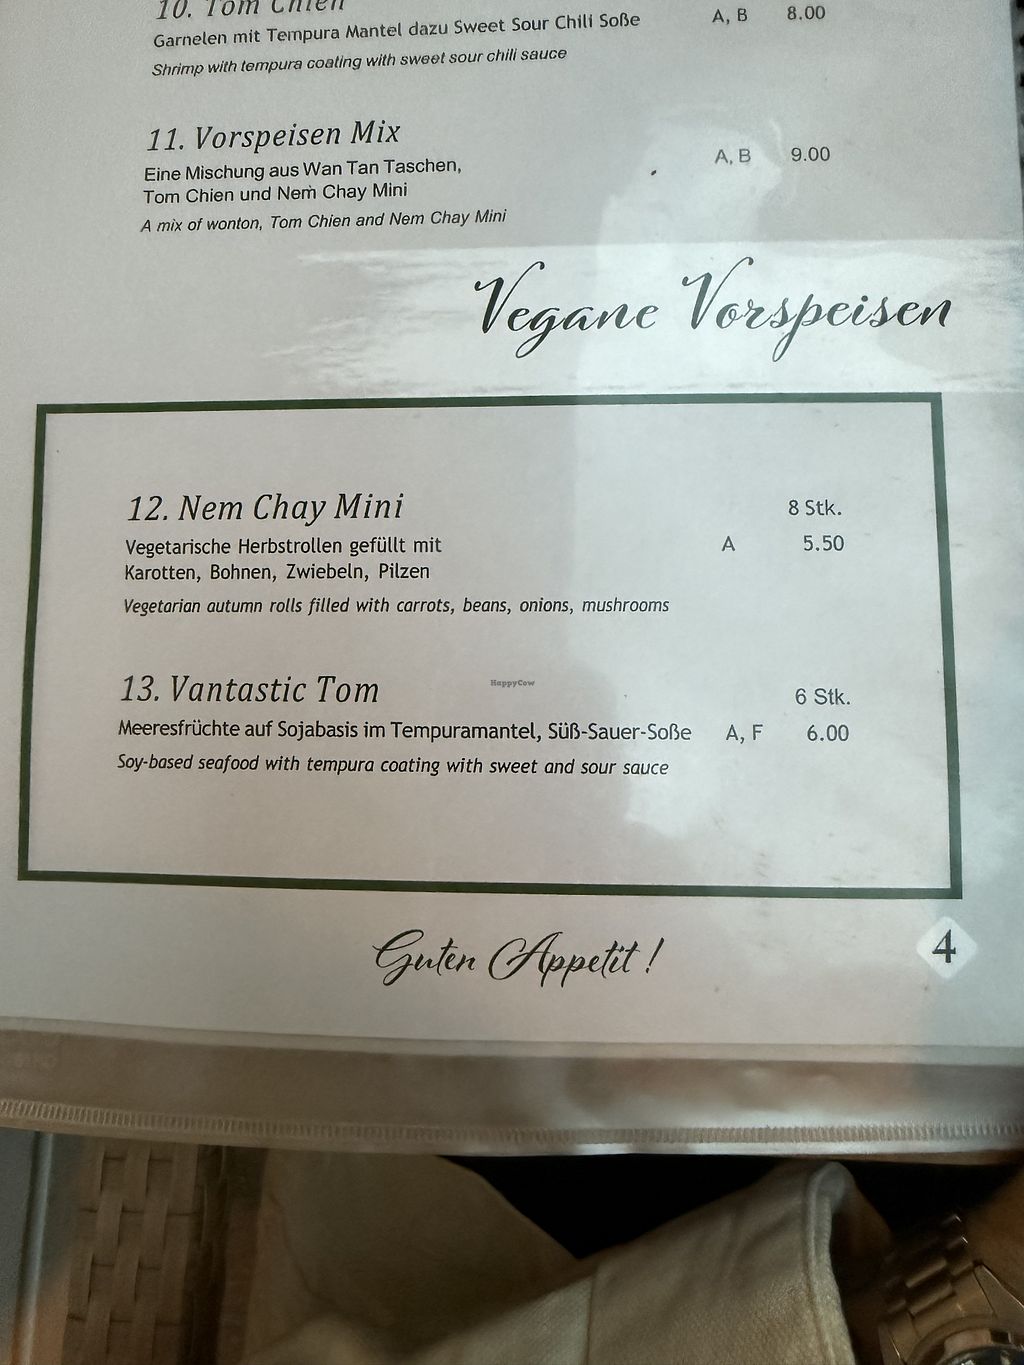 10. Tom Chien
Garnelen mit Tempura Mantel dazu Sweet Sour Chili Soße A, B 8.00
Shrimp with tempura coating with sweet sour chili sauce
11. Vorspeisen Mix
Eine Mischung aus Wan Tan Taschen, A, B 9.00
Tom Chien und Nem Chay Mini
A mix of wonton, Tom Chien and Nem Chay Mini
Vegane Vorspeisen
12. Nem Chay Mini 8 Stk.
Vegetarische Herbstrollen gefüllt mit A 5.50
Karotten, Bohnen, Zwiebeln, Pilzen
Vegetarian autumn rolls filled with carrots, beans, onions, mushrooms
13. Vantastic Tom 6 Stk.
HappyCow
Meeresfrüchte auf Sojabasis im Tempuramantel, Süß-Sauer-Soße A, F 6.00
Soy-based seafood with tempura coating with sweet and sour sauce
Guten Appetit !
4